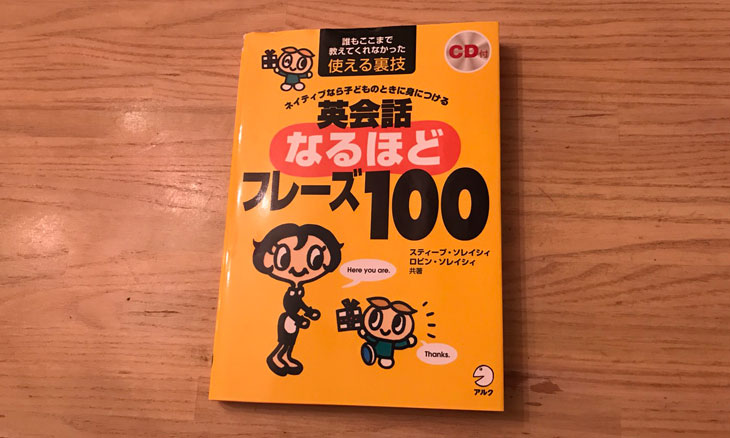 誰もここまで
教えてくれなかった
使える裏技
CD付
ネイティブなら子どものときに身につける
英会話
なるほど
フレーズ100
スティーブ・ソレイシィ
ロビン・ソレイシィ
共著
Here you are.
Thanks.
アルク